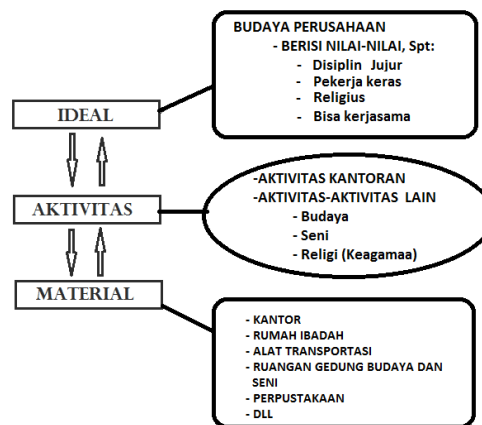 BUDAYA PERUSAHAAN
- BERISI NILAI-NILAI, Spt:
- Disiplin Jujur
- Pekerja keras
- Religius
- Bisa kerjasama
IDEAL
-AKTIVITAS KANTORAN
-AKTIVITAS-AKTIVITAS LAIN
- Budaya
- Seni
- Religi (Keagamaa)
AKTIVITAS
MATERIAL
- KANTOR
- RUMAH IBADAH
- ALAT TRANSPORTASI
- RUANGAN GEDUNG BUDAYA DAN
SENI
- PERPUSTAKAAN
- DLL